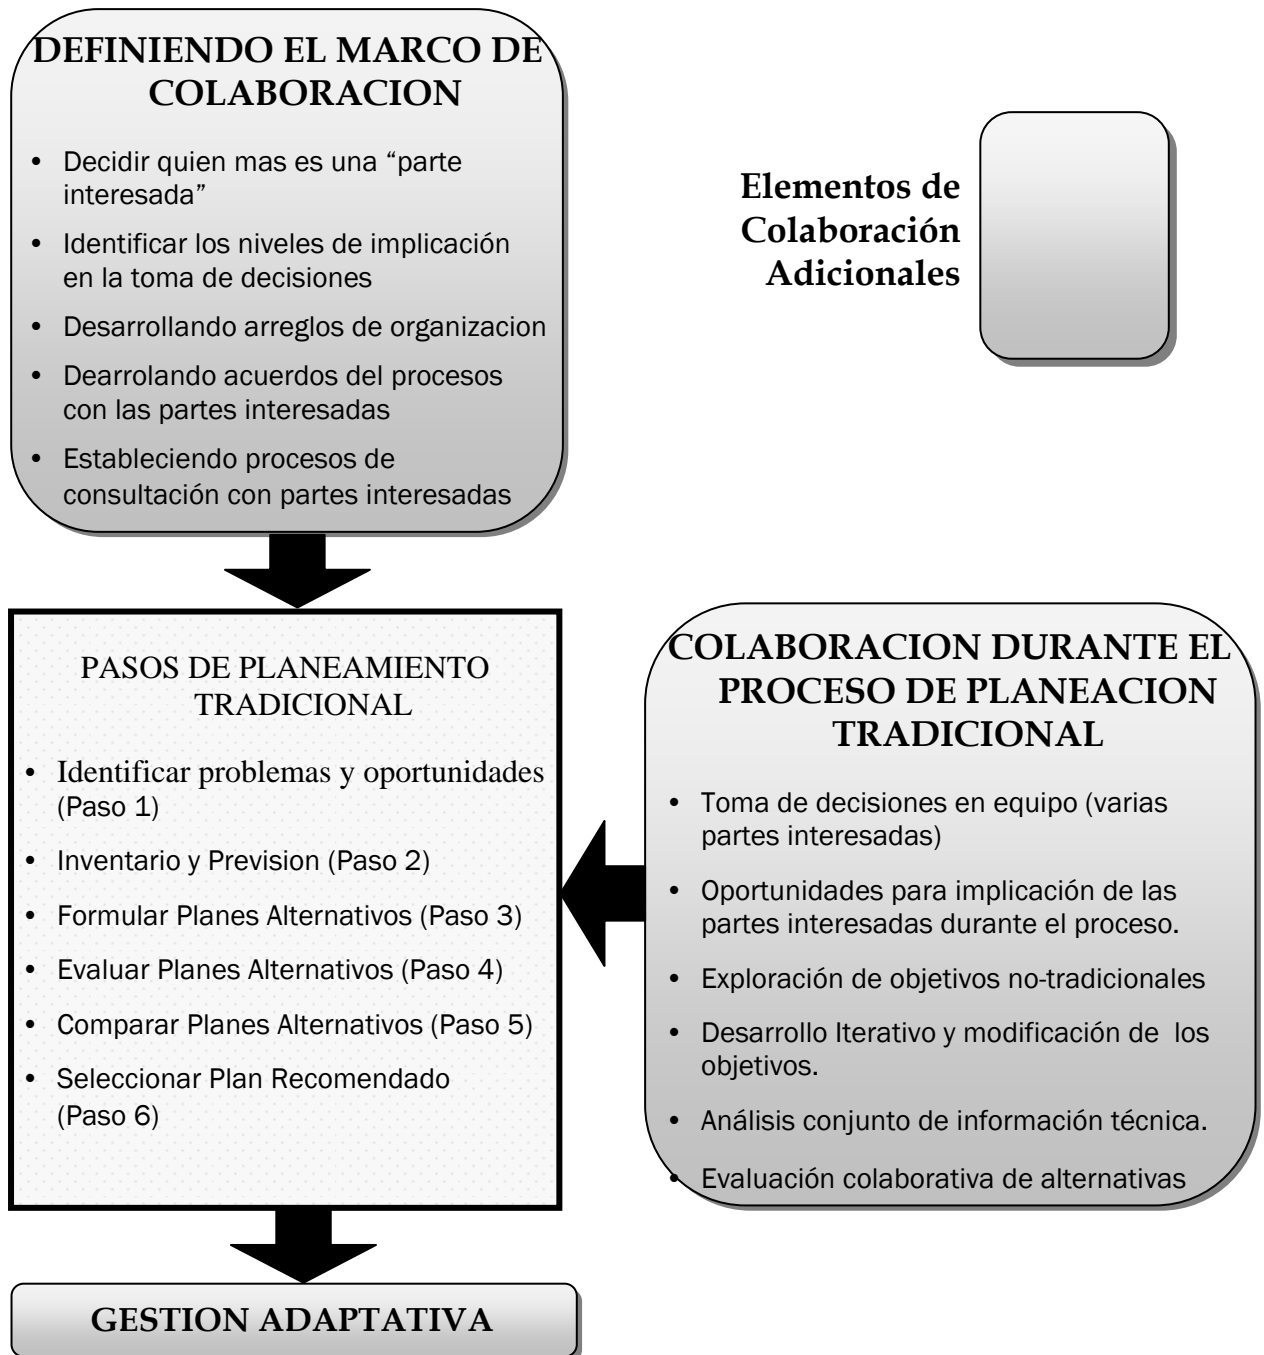 DEFINIENDO EL MARCO DE
COLABORACION
• Decidir quien mas es una “parte
interesada”
• Identificar los niveles de implicación
en la toma de decisiones
• Desarrollando arreglos de organizacion
• Dearrolando acuerdos del procesos
con las partes interesadas
• Estableciendo procesos de
consultación con partes interesadas
Elementos de
Colaboración
Adicionales
PASOS DE PLANEAMIENTO
TRADICIONAL
• Identificar problemas y oportunidades
(Paso 1)
• Inventario y Prevision (Paso 2)
• Formular Planes Alternativos (Paso 3)
• Evaluar Planes Alternativos (Paso 4)
• Comparar Planes Alternativos (Paso 5)
• Seleccionar Plan Recomendado
(Paso 6)
COLABORACION DURANTE EL
PROCESO DE PLANEACION
TRADICIONAL
• Toma de decisiones en equipo (varias
partes interesadas)
• Oportunidades para implicación de las
partes interesadas durante el proceso.
• Exploración de objetivos no-tradicionales
• Desarrollo Iterativo y modificación de los
objetivos.
• Análisis conjunto de información técnica.
• Evaluación colaborativa de alternativas
GESTION ADAPTATIVA